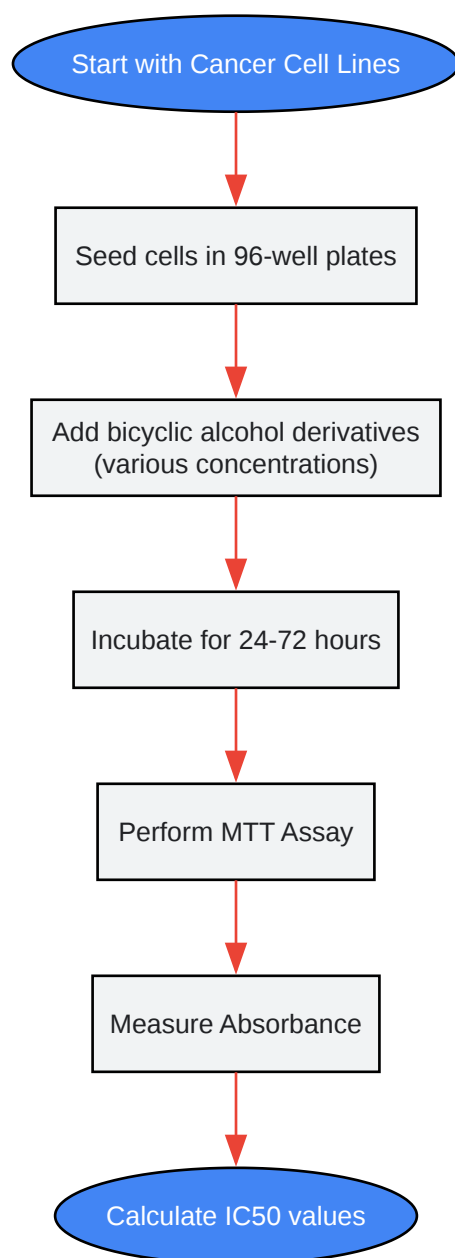 Start with Cancer Cell Lines
Seed cells in 96-well plates
Add bicyclic alcohol derivatives
(various concentrations)
Incubate for 24-72 hours
Perform MTT Assay
Measure Absorbance
Calculate IC50 values